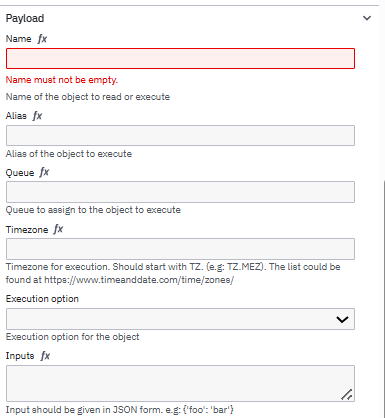 Payload
Name fx
Name must not be empty.
Name of the object to read or execute
Alias fx
Alias of the object to execute
Queue fx
Queue to assign to the object to execute
Timezone fx
Timezone for execution. Should start with TZ. (e.g: TZ.MEZ). The list could be
found at https://www.timeanddate.com/time/zones/
Execution option
Execution option for the object
Inputs fx
Input should be given in JSON form. e.g: {'foo': 'bar'}